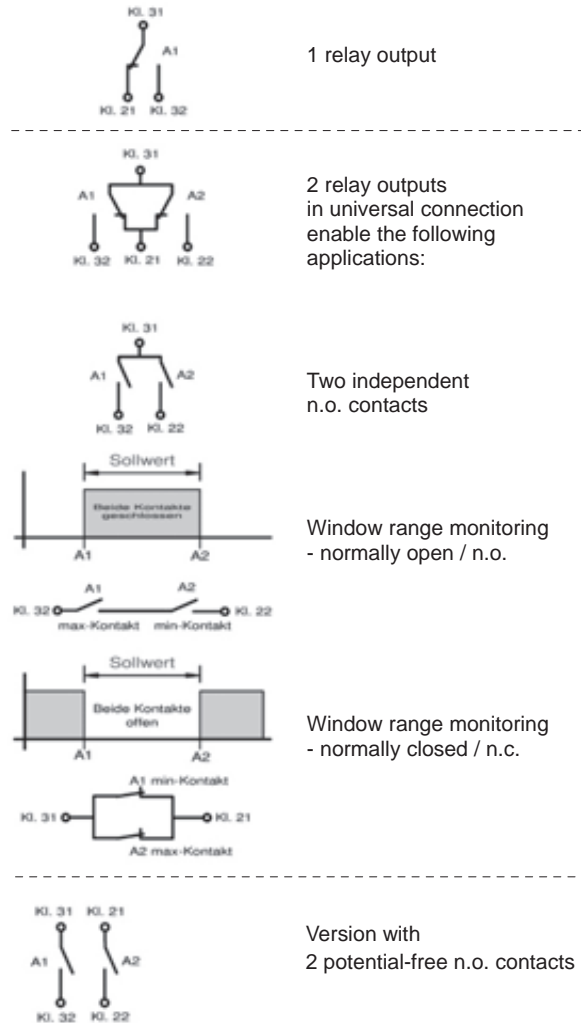 Kl. 31
A1
Kl. 21 Kl. 32
1 relay output
Kl. 31
A1 A2
Kl. 32 Kl. 21 Kl. 22
2 relay outputs
in universal connection
enable the following
applications:
Kl. 31
A1 A2
Kl. 32 Kl. 22
Two independent
n.o. contacts
Sollwert
Beide Kontakte
geschlossen
A1 A2
Window range monitoring
- normally open / n.o.
A1 A2
Kl. 32 Kl. 22
max-Kontakt min-Kontakt
Sollwert
Beide Kontakte
offen
A1 A2
Window range monitoring
- normally closed / n.c.
A1 min-Kontakt
Kl. 31 Kl. 21
A2 max-Kontakt
Kl. 31 Kl. 21
A1 A2
Kl. 32 Kl. 22
Version with
2 potential-free n.o. contacts